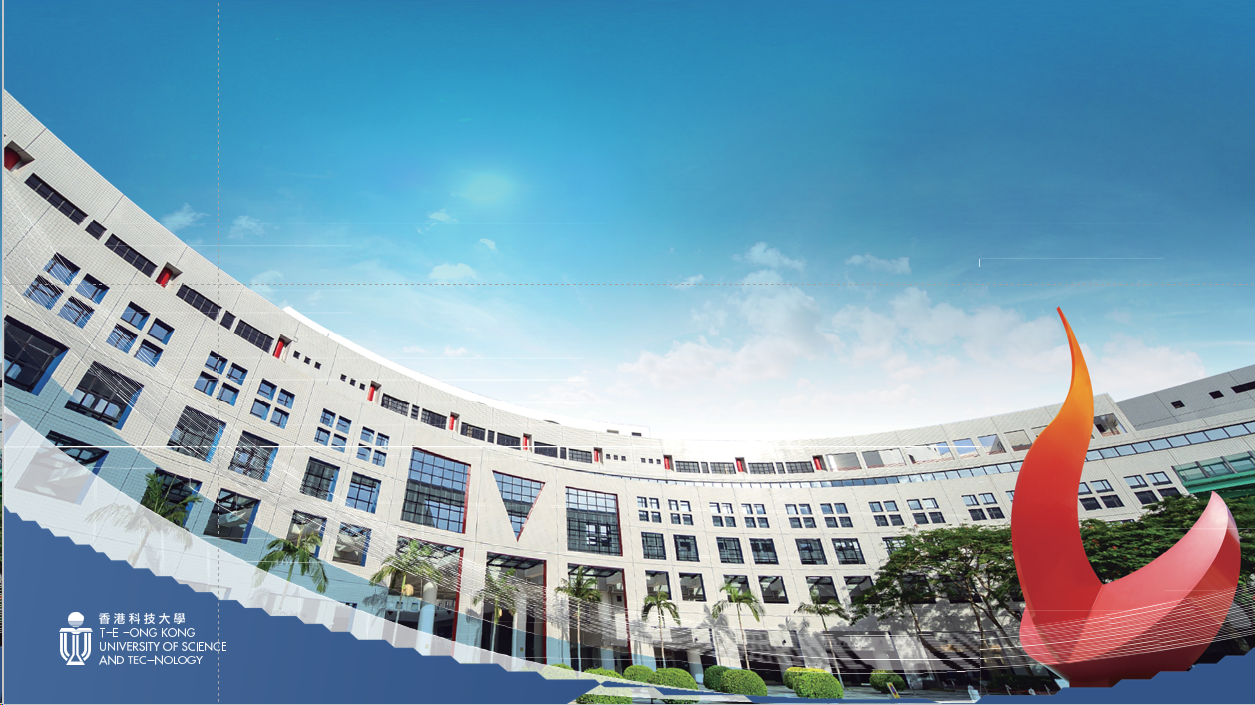 香港科技大學
T-E -ONG KONG
UNIVERSITY OF SCIENCE
AND TEC-NOLOGY